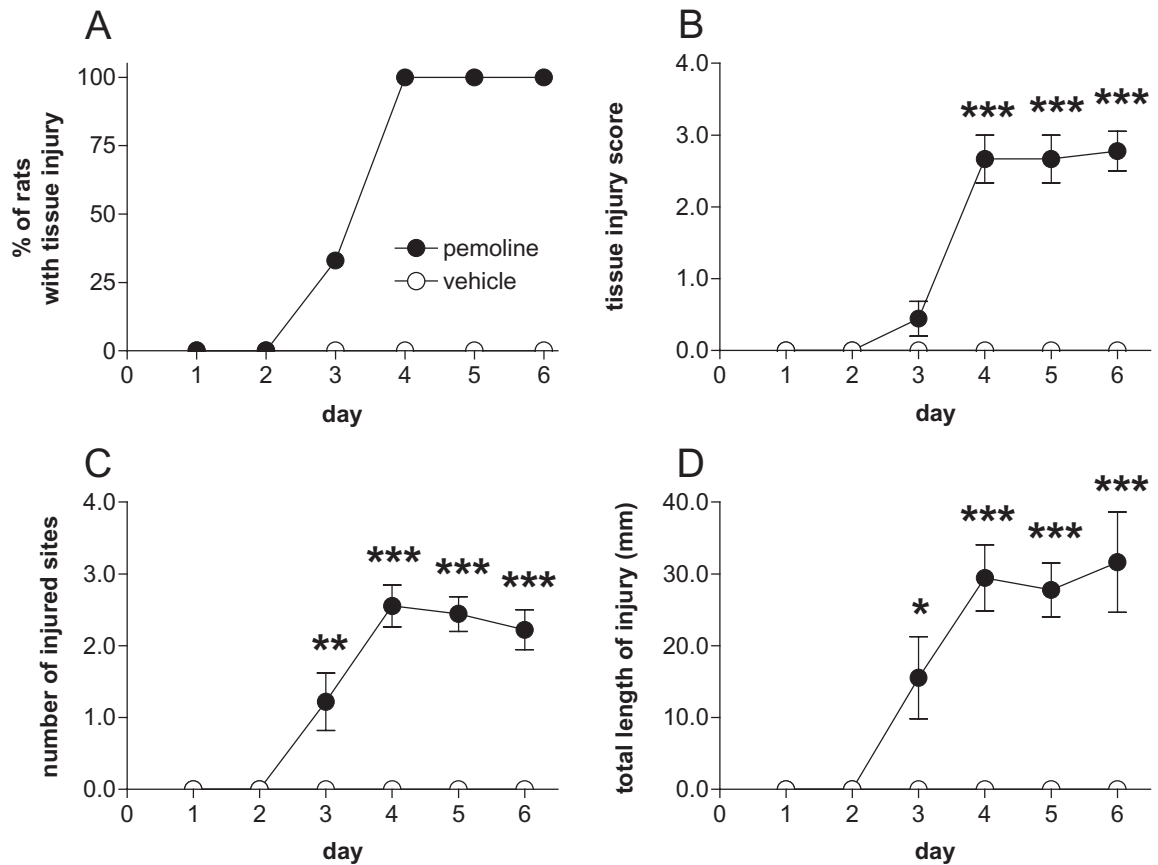 A
% of rats
with tissue injury
100
75
50
25
0
pemoline
vehicle
0 1 2 3 4 5 6
day
B
tissue injury score
4.0
3.0
2.0
1.0
0.0
*** *** ***
0 1 2 3 4 5 6
day
C
number of injured sites
4.0
3.0
2.0
1.0
0.0
** *** *** ***
0 1 2 3 4 5 6
day
D
total length of injury (mm)
40.0
30.0
20.0
10.0
0.0
* *** *** ***
0 1 2 3 4 5 6
day